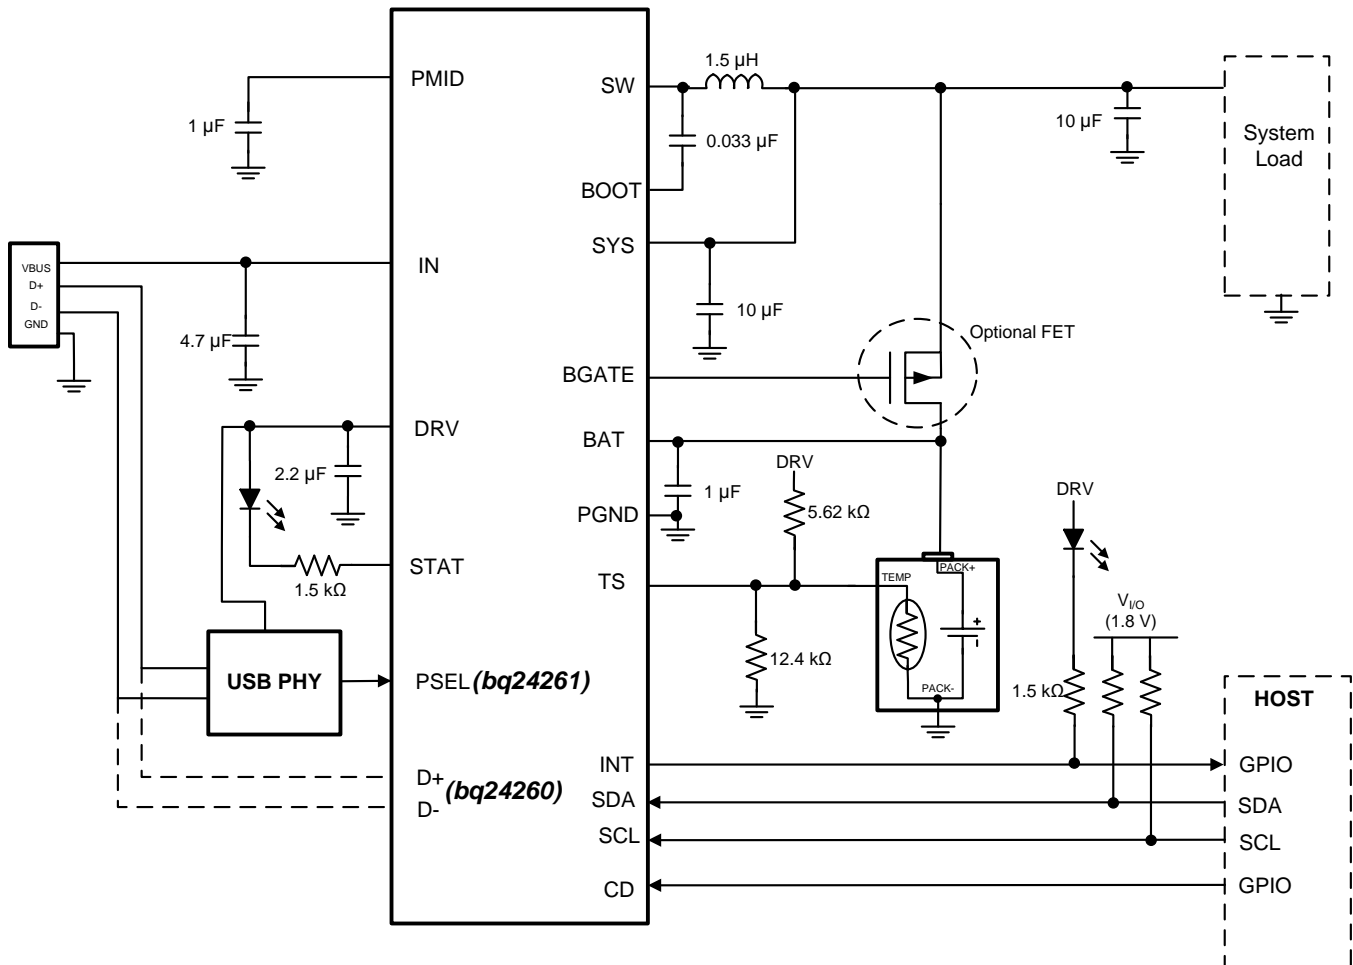 PMID
1 µF
VBUS
D+
D-
GND
IN
4.7 µF
DRV
2.2 µF
STAT
1.5 kΩ
USB PHY
PSEL (bq24261)
D+
(bq24260)
D-
SW
1.5 µH
0.033 µF
BOOT
SYS
10 µF
10 µF
System
Load
Optional FET
BGATE
BAT
1 µF
PGND
DRV
5.62 kΩ
TS
12.4 kΩ
TEMP
PACK+
+
PACK-
DRV
VI/O
(1.8 V)
1.5 kΩ
HOST
INT
GPIO
SDA
SDA
SCL
SCL
CD
GPIO